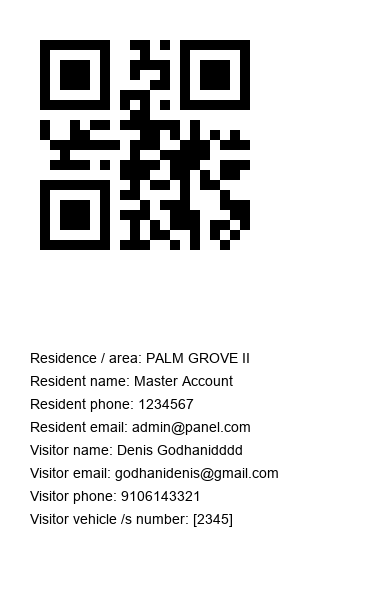 Residence / area: PALM GROVE II
Resident name: Master Account
Resident phone: 1234567
Resident email: admin@panel.com
Visitor name: Denis Godhanidddd
Visitor email: godhanidenis@gmail.com
Visitor phone: 9106143321
Visitor vehicle /s number: [2345]